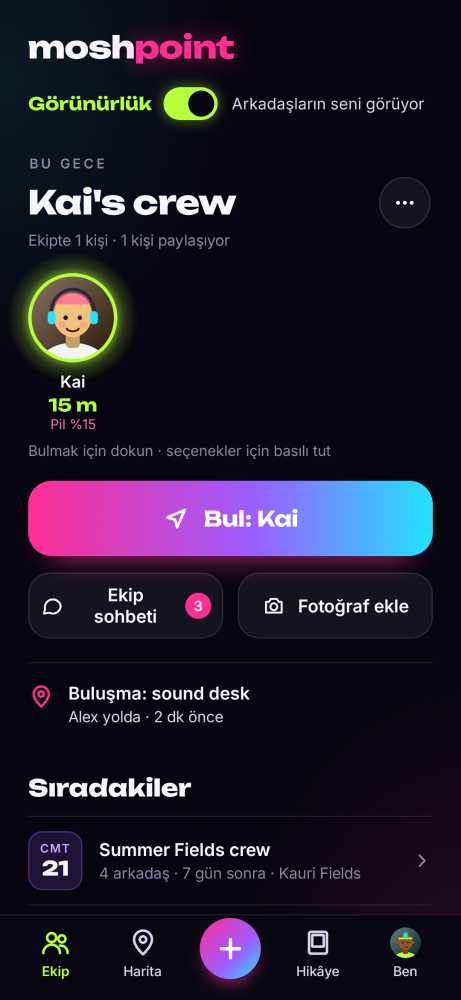 moshpoint
Görünürlük Arkadaşların seni görüyor
BU GECE
Kai's crew
Ekipte 1 kişi · 1 kişi paylaşıyor
Kai
15 m
Pil %15
Bulmak için dokun · seçenekler için basılı tut
Bul: Kai
Ekip
sohbeti
3
Fotoğraf ekle
Buluşma: sound desk
Alex yolda · 2 dk önce
Sıradakiler
CMT
21
Summer Fields crew
4 arkadaş · 7 gün sonra · Kauri Fields
Ekip Harita Hikâye Ben